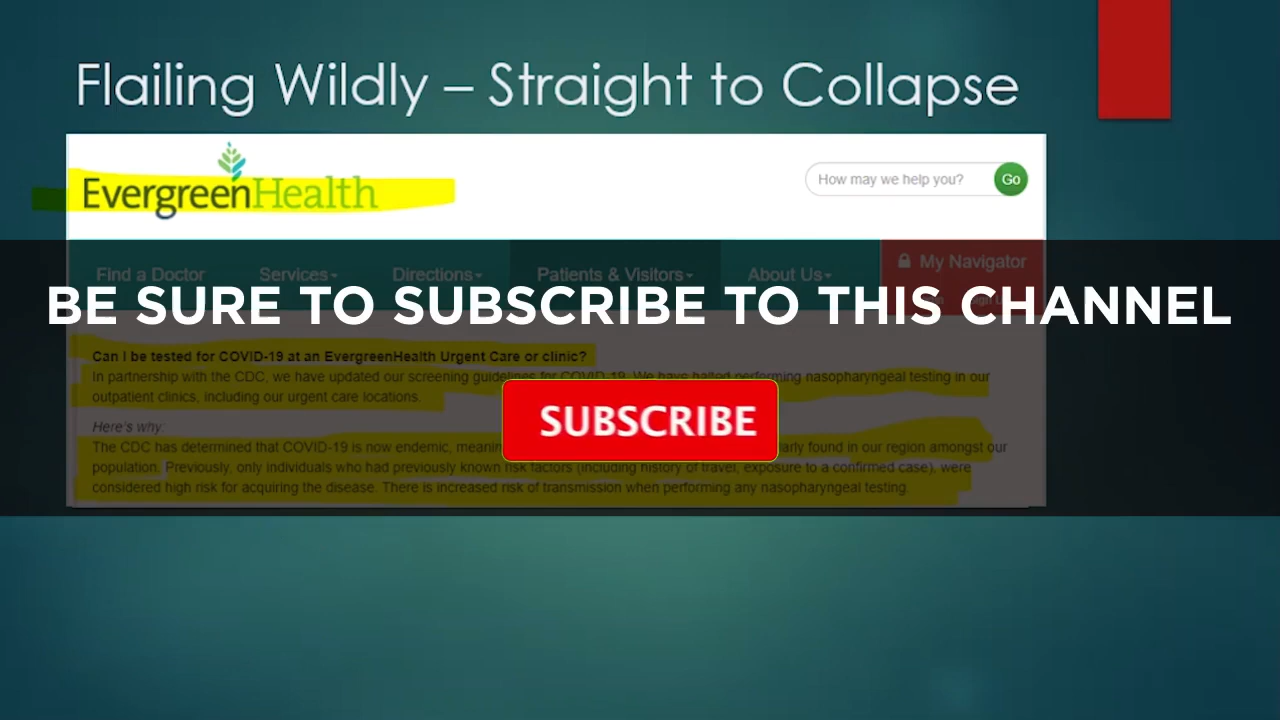 Flailing Wildly – Straight to Collapse
EvergreenHealth
How may we help you?
Go
Find a Doctor
Services
Directions
Patients & Visitors
About Us
My Navigator
BE SURE TO SUBSCRIBE TO THIS CHANNEL
Can I be tested for COVID-19 at an EvergreenHealth Urgent Care or clinic?
In partnership with the CDC, we have updated our screening guidelines for COVID-19. We have halted performing nasopharyngeal testing in our
outpatient clinics, including our urgent care locations.
SUBSCRIBE
Here's why:
The CDC has determined that COVID-19 is now endemic, found in our region amongst our
population. Previously, only individuals who had previously known risk factors (including history of travel, exposure to a confirmed case), were
considered high risk for acquiring the disease. There is increased risk of transmission when performing any nasopharyngeal testing.